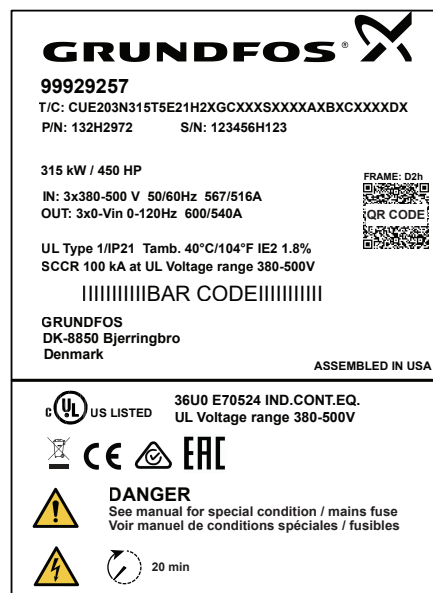 GRUNDFOS
99929257
T/C: CUE203N315T5E21H2XGCXXXSXXXXAXBXCXXXXDX
P/N: 132H2972 S/N: 123456H123
315 kW / 450 HP
FRAME: D2h
IN: 3x380-500 V 50/60Hz 567/516A
OUT: 3x0-Vin 0-120Hz 600/540A
QR CODE
UL Type 1/IP21 Tamb. 40°C/104°F IE2 1.8%
SCCR 100 kA at UL Voltage range 380-500V
IIIIIIIIIIIBAR CODEIIIIIIIIIII
GRUNDFOS
DK-8850 Bjerringbro
Denmark
ASSEMBLED IN USA
c UL US LISTED
36U0 E70524 IND.CONT.EQ.
UL Voltage range 380-500V
CE EAC
DANGER
See manual for special condition / mains fuse
Voir manuel de conditions spéciales / fusibles
20 min